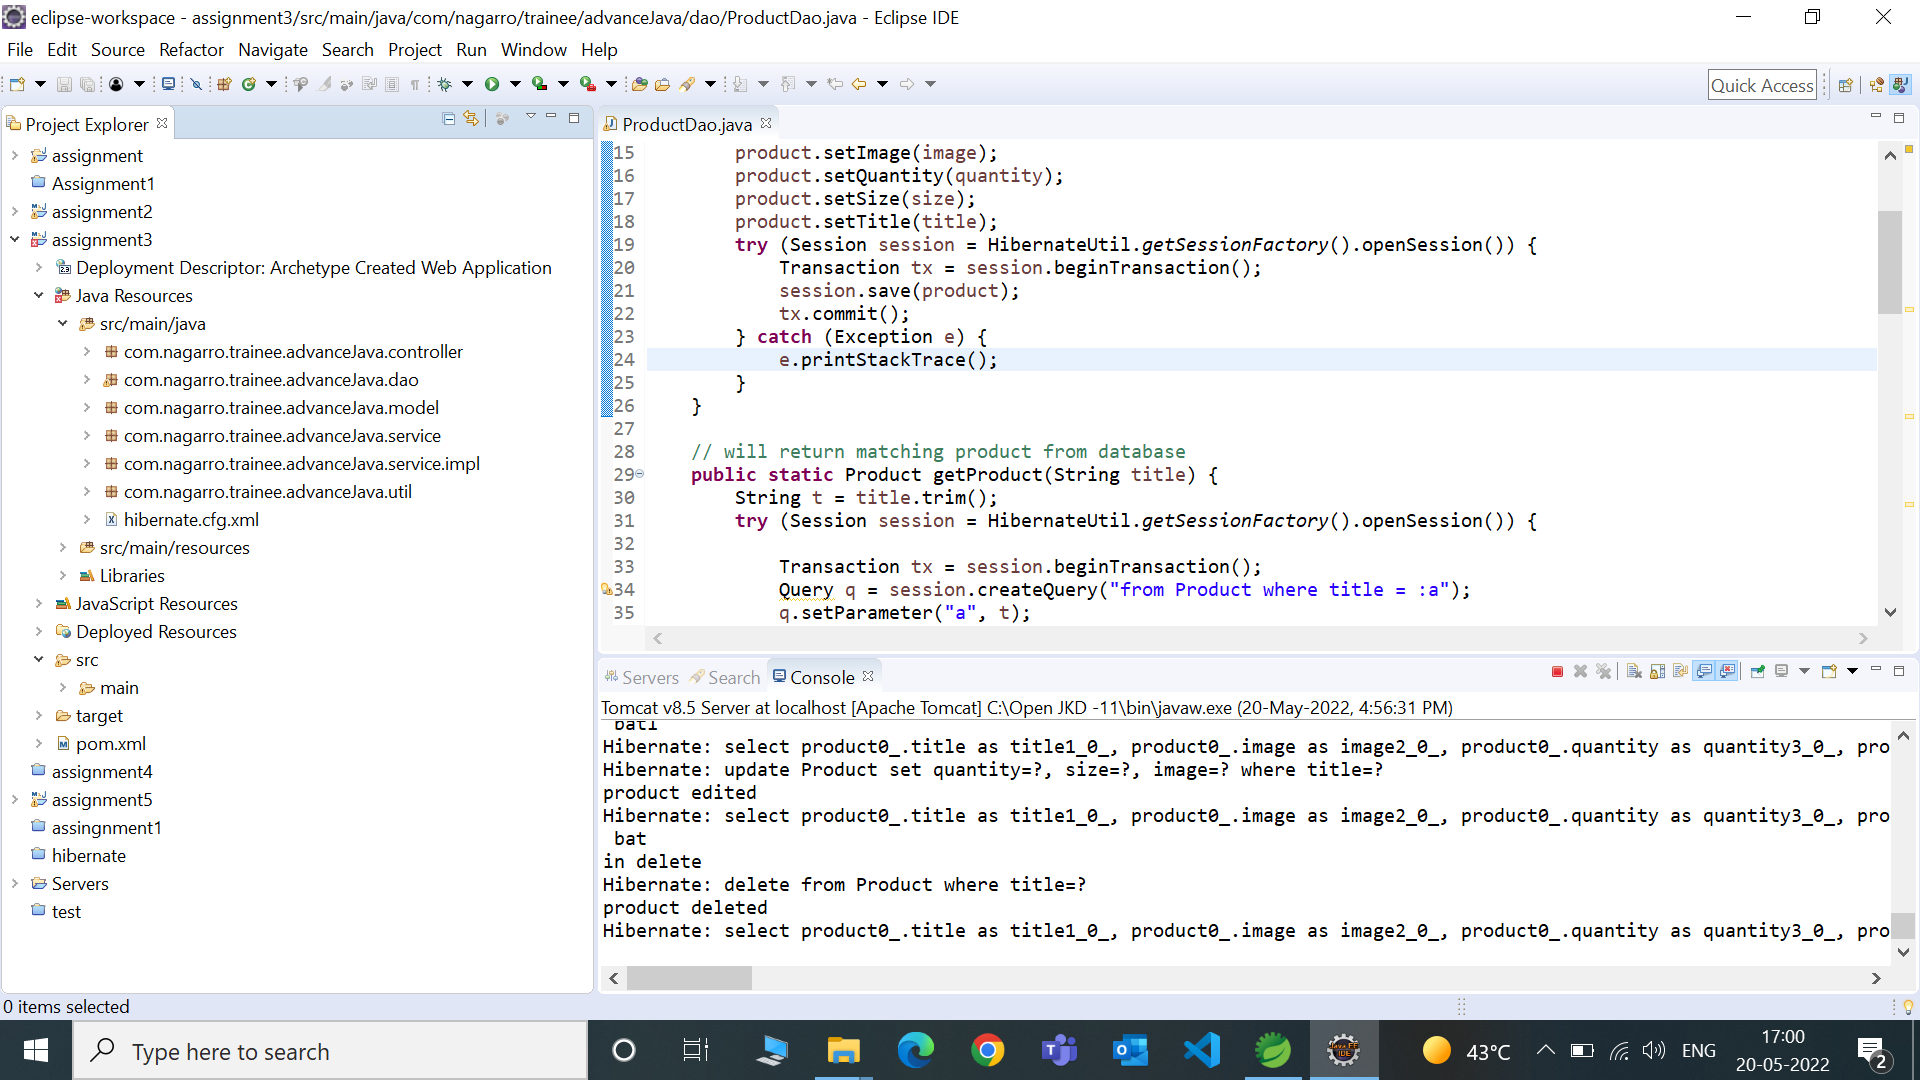 eclipse-workspace - assignment3/src/main/java/com/nagarro/trainee/advanceJava/dao/ProductDao.java - Eclipse IDE
File Edit Source Refactor Navigate Search Project Run Window Help
Quick Access
Project Explorer
assignment
Assignment1
assignment2
assignment3
Deployment Descriptor: Archetype Created Web Application
Java Resources
src/main/java
com.nagarro.trainee.advanceJava.controller
com.nagarro.trainee.advanceJava.dao
com.nagarro.trainee.advanceJava.model
com.nagarro.trainee.advanceJava.service
com.nagarro.trainee.advanceJava.service.impl
com.nagarro.trainee.advanceJava.util
hibernate.cfg.xml
src/main/resources
Libraries
JavaScript Resources
Deployed Resources
src
main
target
pom.xml
assignment4
assignment5
assingnment1
hibernate
Servers
test
ProductDao.java
15 product.setImage(image);
16 product.setQuantity(quantity);
17 product.setSize(size);
18 product.setTitle(title);
19 try (Session session = HibernateUtil.getSessionFactory().openSession()) {
20 Transaction tx = session.beginTransaction();
21 session.save(product);
22 tx.commit();
23 } catch (Exception e) {
24 e.printStackTrace();
25 }
26 }
27
28 // will return matching product from database
29 public static Product getProduct(String title) {
30 String t = title.trim();
31 try (Session session = HibernateUtil.getSessionFactory().openSession()) {
32
33 Transaction tx = session.beginTransaction();
34 Query q = session.createQuery("from Product where title = :a");
35 q.setParameter("a", t);
Servers Search Console
Tomcat v8.5 Server at localhost [Apache Tomcat] C:\Open JKD -11\bin\javaw.exe (20-May-2022, 4:56:31 PM)
bat1
Hibernate: select product0_.title as title1_0_, product0_.image as image2_0_, product0_.quantity as quantity3_0_, pro
Hibernate: update Product set quantity=?, size=?, image=? where title=?
product edited
Hibernate: select product0_.title as title1_0_, product0_.image as image2_0_, product0_.quantity as quantity3_0_, pro
bat
in delete
Hibernate: delete from Product where title=?
product deleted
Hibernate: select product0_.title as title1_0_, product0_.image as image2_0_, product0_.quantity as quantity3_0_, pro
0 items selected
Type here to search
43°C
ENG
17:00
20-05-2022
2